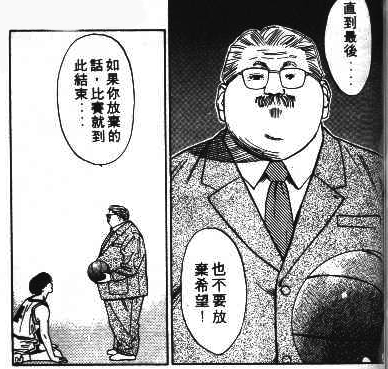 直到最後‥‥
也不要放
棄希望！
如果你放棄的
話，比賽就到
此結束‥‥